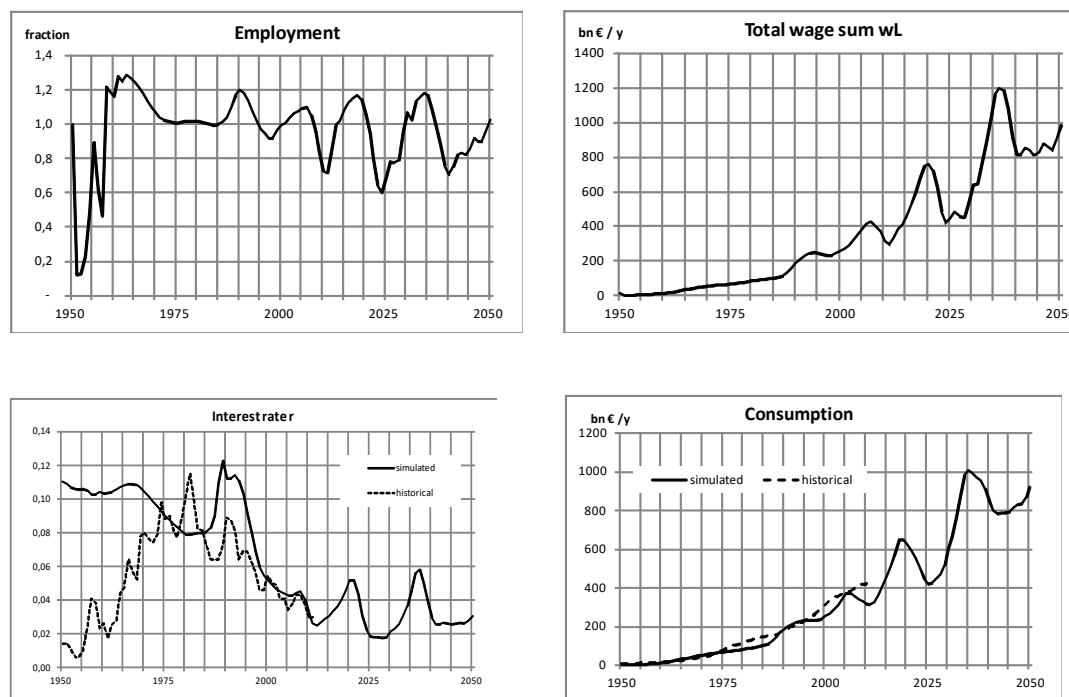 Employment
fraction
1,4
1,2
1,0
0,8
0,6
0,4
0,2
-
1950 1975 2000 2025 2050
Total wage sum wL
bn € / y
1400
1200
1000
800
600
400
200
0
1950 1975 2000 2025 2050
Interest rate r
0,14
0,12
0,10
0,08
0,06
0,04
0,02
0,00
simulated
historical
1950 1975 2000 2025 2050
Consumption
bn € /y
1200
1000
800
600
400
200
0
simulated historical
1950 1975 2000 2025 2050